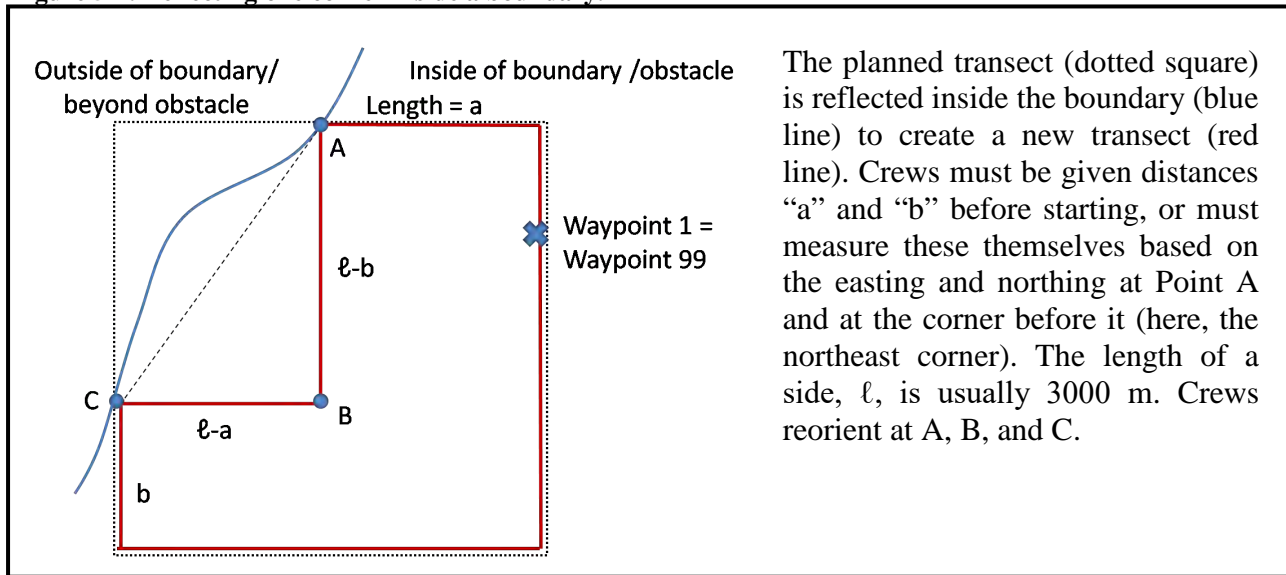 Outside of boundary/
beyond obstacle
Inside of boundary /obstacle
Length = a
A
Waypoint 1 =
Waypoint 99
ℓ-b
C
B
ℓ-a
b
The planned transect (dotted square)
is reflected inside the boundary (blue
line) to create a new transect (red
line). Crews must be given distances
“a” and “b” before starting, or must
measure these themselves based on
the easting and northing at Point A
and at the corner before it (here, the
northeast corner). The length of a
side, ℓ, is usually 3000 m. Crews
reorient at A, B, and C.